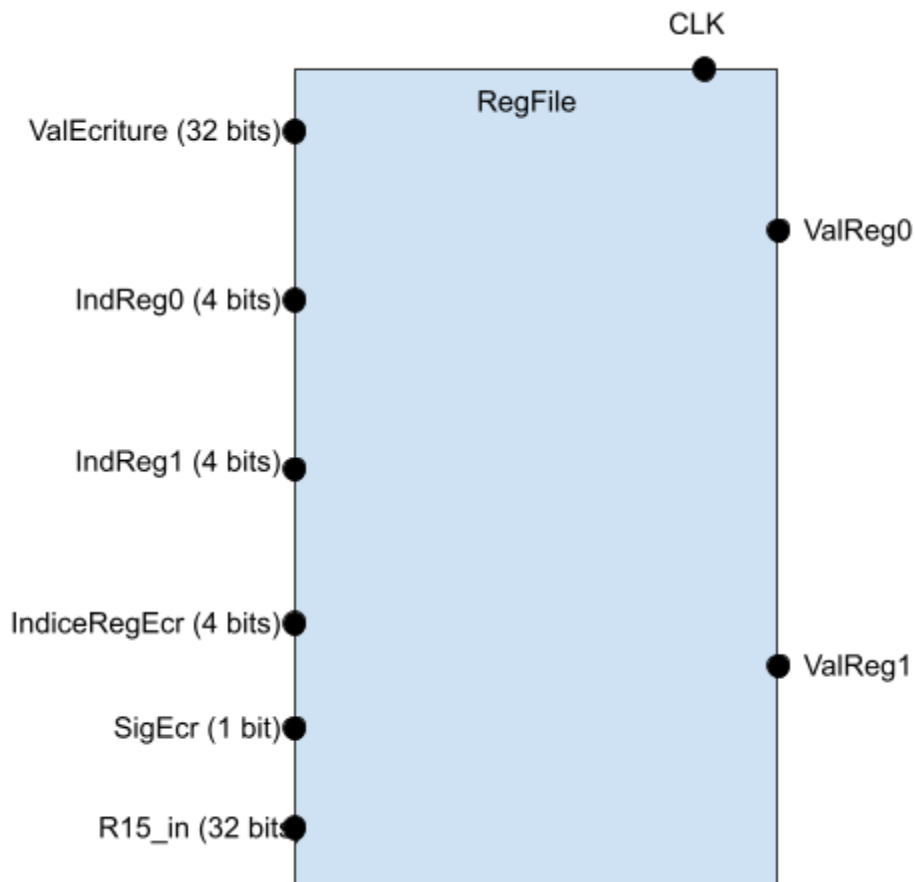 CLK
RegFile
ValEcriture (32 bits)
ValReg0
IndReg0 (4 bits)
IndReg1 (4 bits)
IndiceRegEcr (4 bits)
ValReg1
SigEcr (1 bit)
R15_in (32 bits